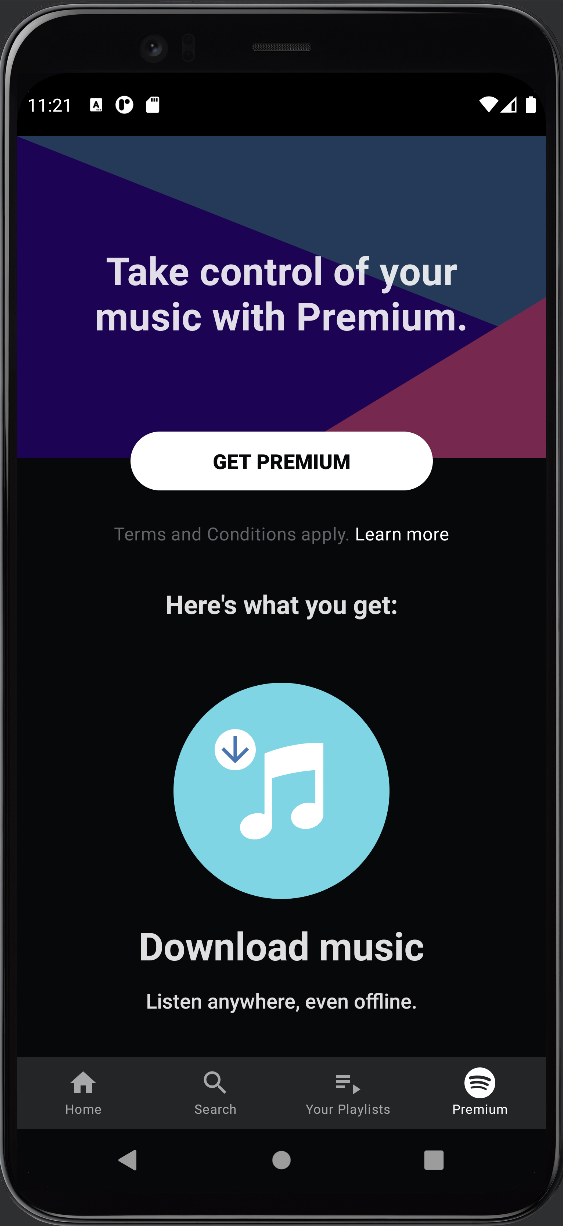 11:21
Take control of your
music with Premium.
GET PREMIUM
Terms and Conditions apply. Learn more
Here's what you get:
Download music
Listen anywhere, even offline.
Home Search Your Playlists Premium